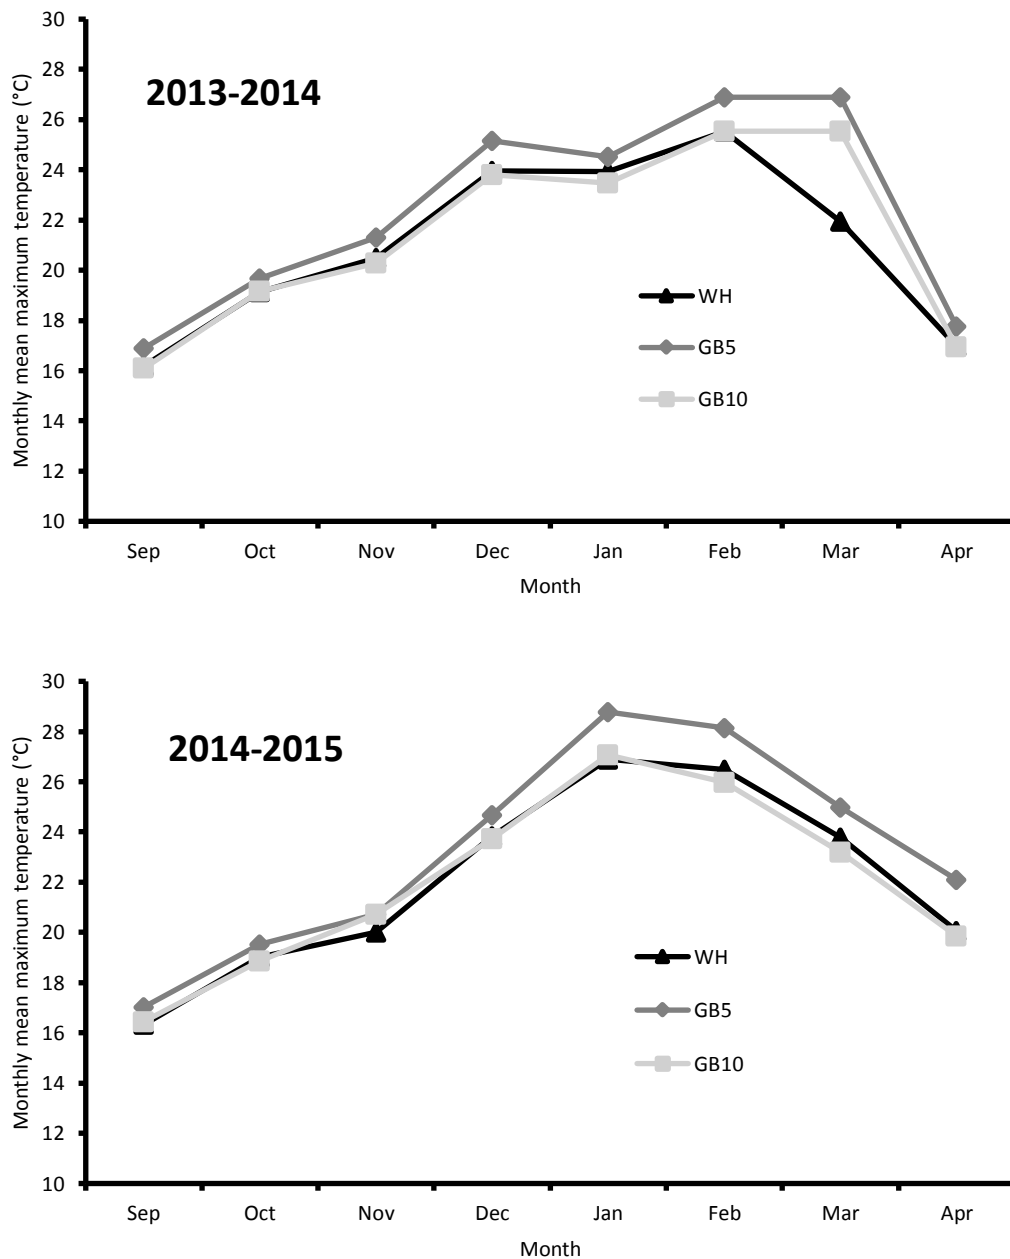 30
28
26
24
22
20
18
16
14
12
10
Monthly mean maximum temperature (°C)
2013-2014
WH
GB5
GB10
Sep Oct Nov Dec Jan Feb Mar Apr
Month
30
28
26
24
22
20
18
16
14
12
10
Monthly mean maximum temperature (°C)
2014-2015
WH
GB5
GB10
Sep Oct Nov Dec Jan Feb Mar Apr
Month